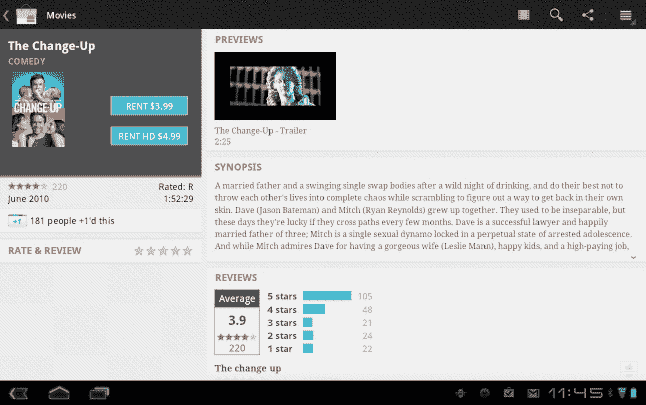 Movies
The Change-Up
COMEDY
CHANGE-UP
RENT $3.99
RENT HD $4.99
220
Rated: R
June 2010
1:52:29
+1
181 people +1'd this
RATE & REVIEW
PREVIEWS
The Change-Up - Trailer
2:25
SYNOPSIS
A married father and a swinging single swap bodies after a wild night of drinking, and do their best not to
throw each other's lives into complete chaos while scrambling to figure out a way to get back in their own
skin. Dave (Jason Bateman) and Mitch (Ryan Reynolds) grew up together. They used to be inseparable, but
these days they're lucky if they cross paths every few months. Dave is a successful lawyer and happily
married father of three; Mitch is a single sexual dynamo locked in a perpetual state of arrested adolescence.
And while Mitch admires Dave for having a gorgeous wife (Leslie Mann), happy kids, and a high-paying job,
REVIEWS
Average
3.9
220
5 stars 105
4 stars 48
3 stars 21
2 stars 24
1 star 22
The change up
11:45